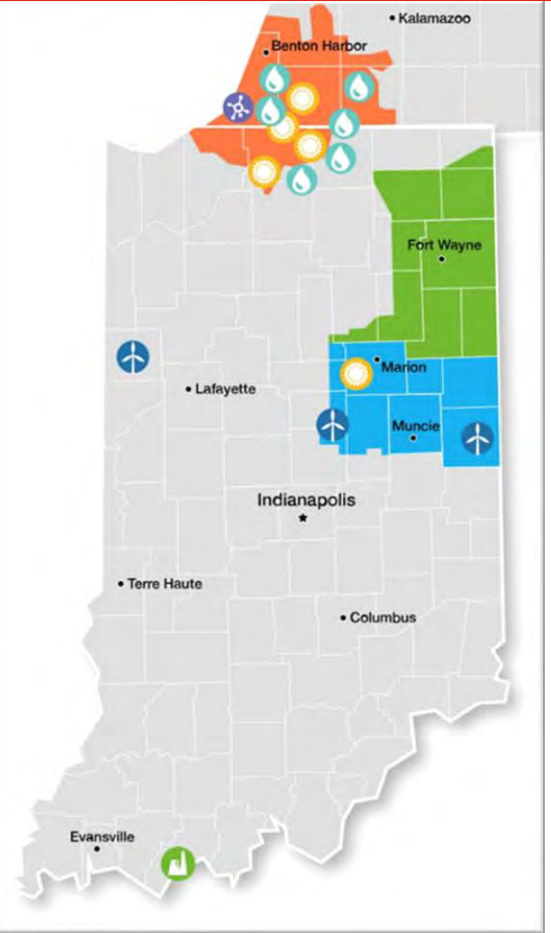 Kalamazoo
Benton Harbor
Fort Wayne
Marion
Lafayette
Muncie
Indianapolis
Terre Haute
Columbus
Evansville